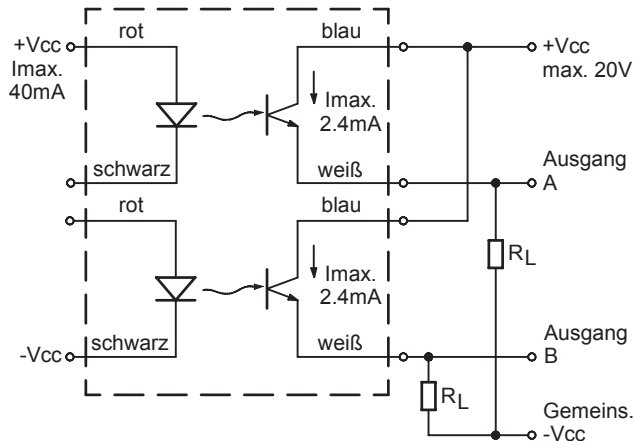 +Vcc
Imax.
40mA
rot
blau
Imax.
2.4mA
schwarz
weiß
+Vcc
max. 20V
Ausgang
A
rot
blau
Imax.
2.4mA
RL
-Vcc
schwarz
weiß
Ausgang
B
RL
Gemeins.
-Vcc